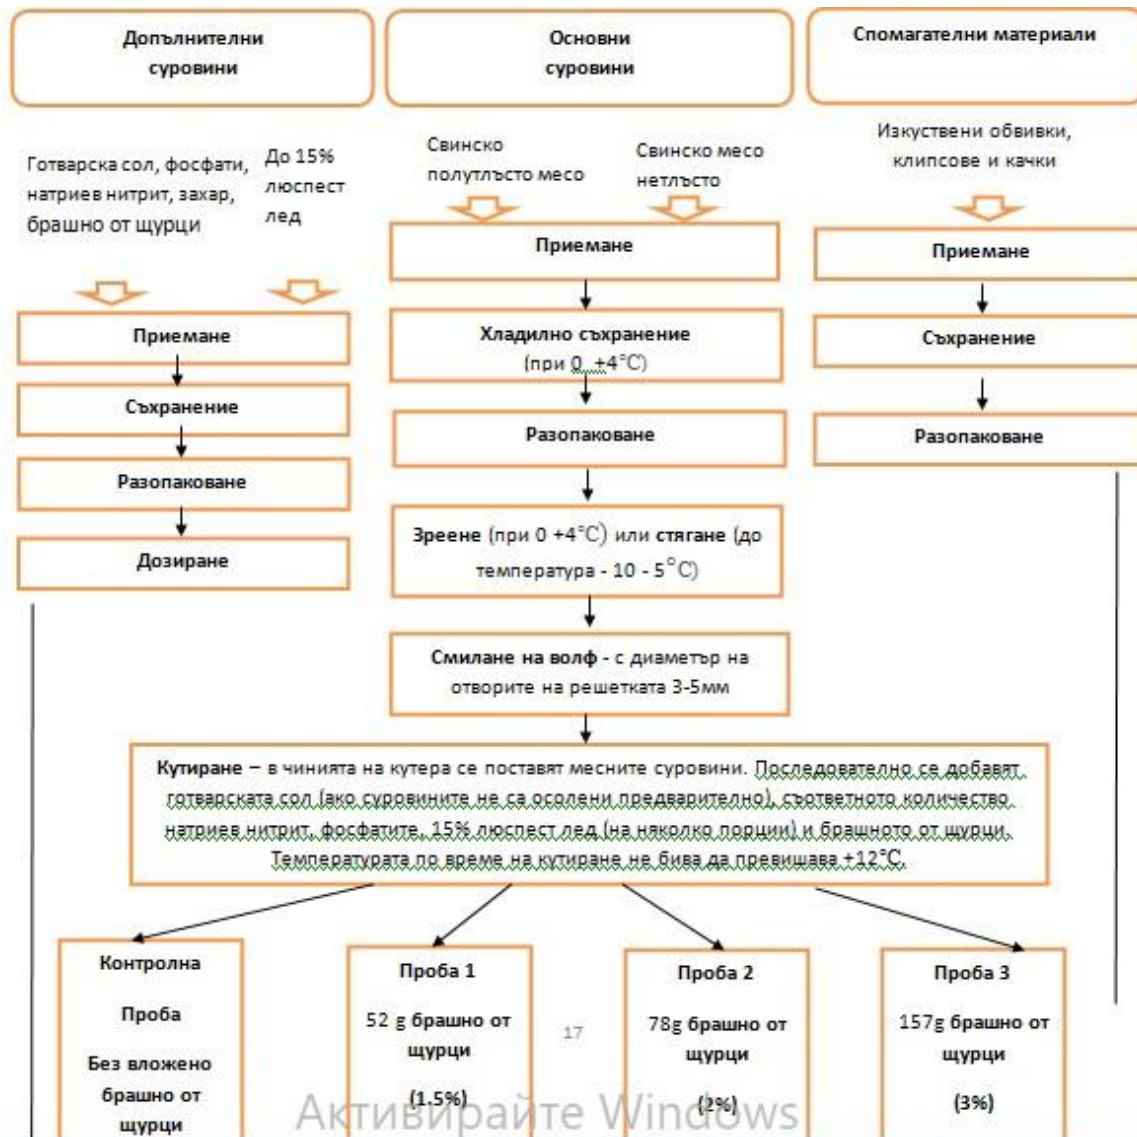 Допълнителни
суровини
Основни
суровини
Спомагателни материали
Готварска сол, фосфати,
натриев нитрит, захар,
брашно от щурци
До 15%
люспест
лед
Свинско
полутлъсто месо
Свинско месо
нетлъсто
Изкуствени обвивки,
клипсове и качки
Приемане
Съхранение
Разопаковане
Дозиране
Приемане
Хладилно съхранение
(при 0 +4°C)
Разопаковане
Зреене (при 0 +4°C) или стягане (до
температура - 10 - 5°C)
Смилане на волф - с диаметър на
отворите на решетката 3-5мм
Приемане
Съхранение
Разопаковане
Кутиране – в чинията на кутера се поставят месните суровини. Последователно се добавят
готварската сол (ако суровините не са осолени предварително), съответното количество
натриев нитрит, фосфатите, 15% люспест лед (на няколко порции) и брашното от щурци.
Температурата по време на кутиране не бива да превишава +12°C.
Контролна
Проба
Без вложено
брашно от
щурци
Проба 1
52 g брашно от
щурци
(1.5%)
17
Проба 2
78g брашно от
щурци
(2%)
Проба 3
157g брашно от
щурци
(3%)
Активирайте Windows